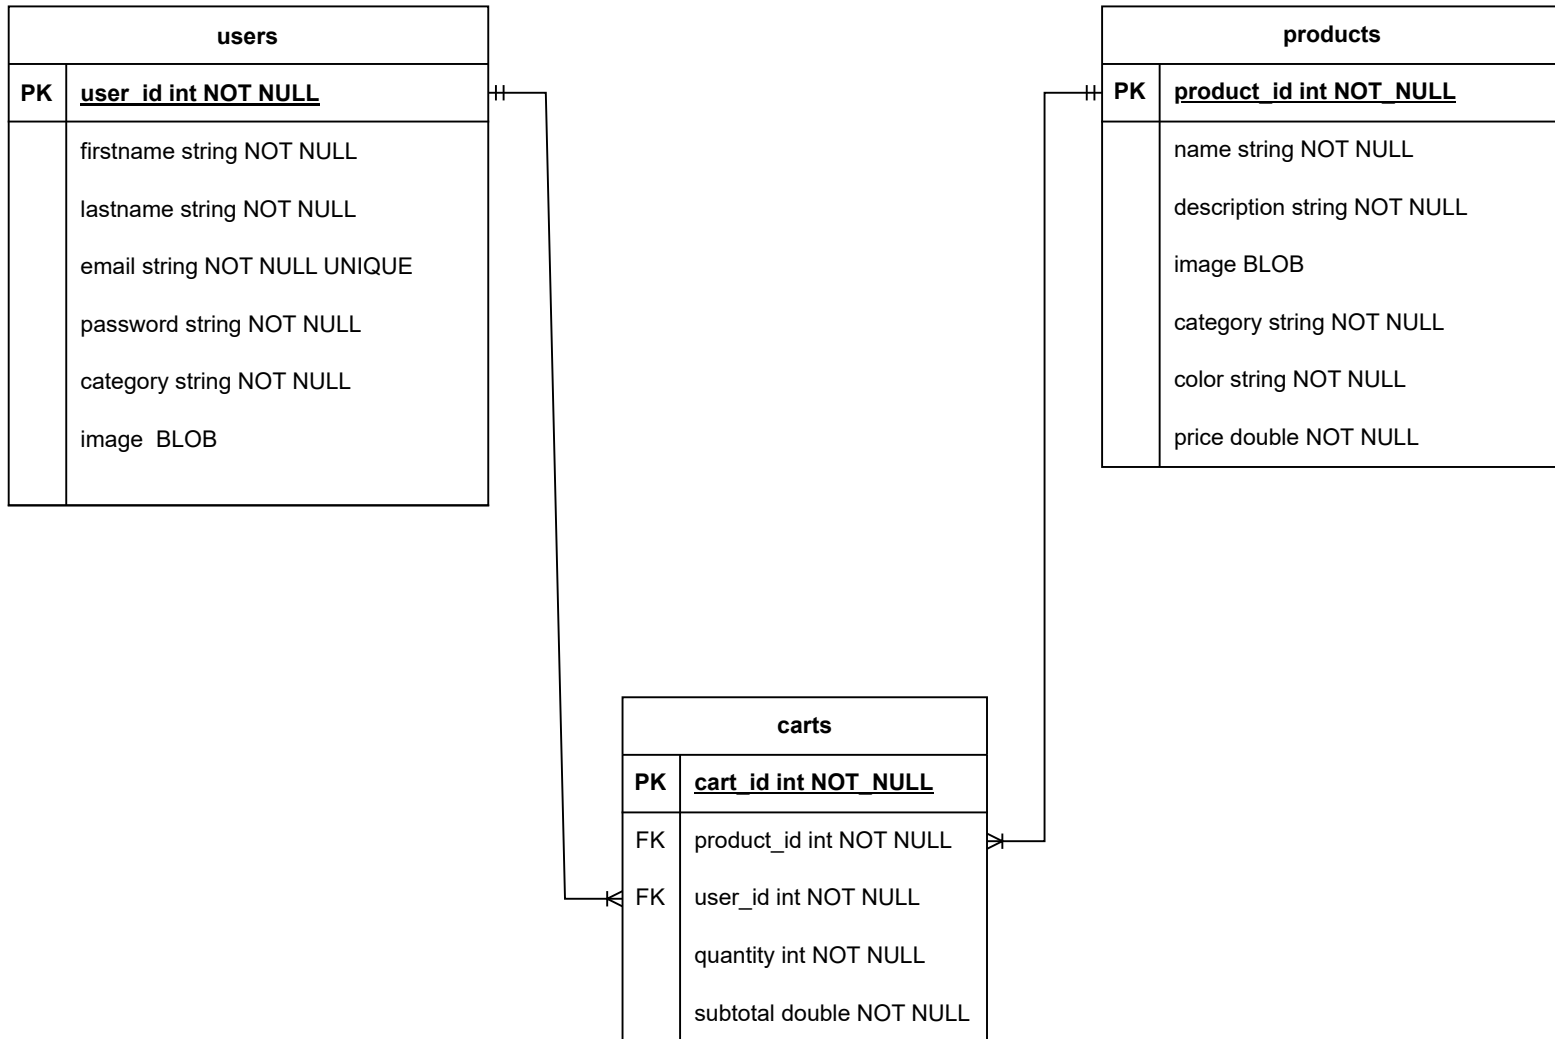 users
PK user_id int NOT NULL
firstname string NOT NULL
lastname string NOT NULL
email string NOT NULL UNIQUE
password string NOT NULL
category string NOT NULL
image  BLOB
products
PK product_id int NOT_NULL
name string NOT NULL
description string NOT NULL
image BLOB
category string NOT NULL
color string NOT NULL
price double NOT NULL
carts
PK cart_id int NOT_NULL
FK product_id int NOT NULL
FK user_id int NOT NULL
quantity int NOT NULL
subtotal double NOT NULL